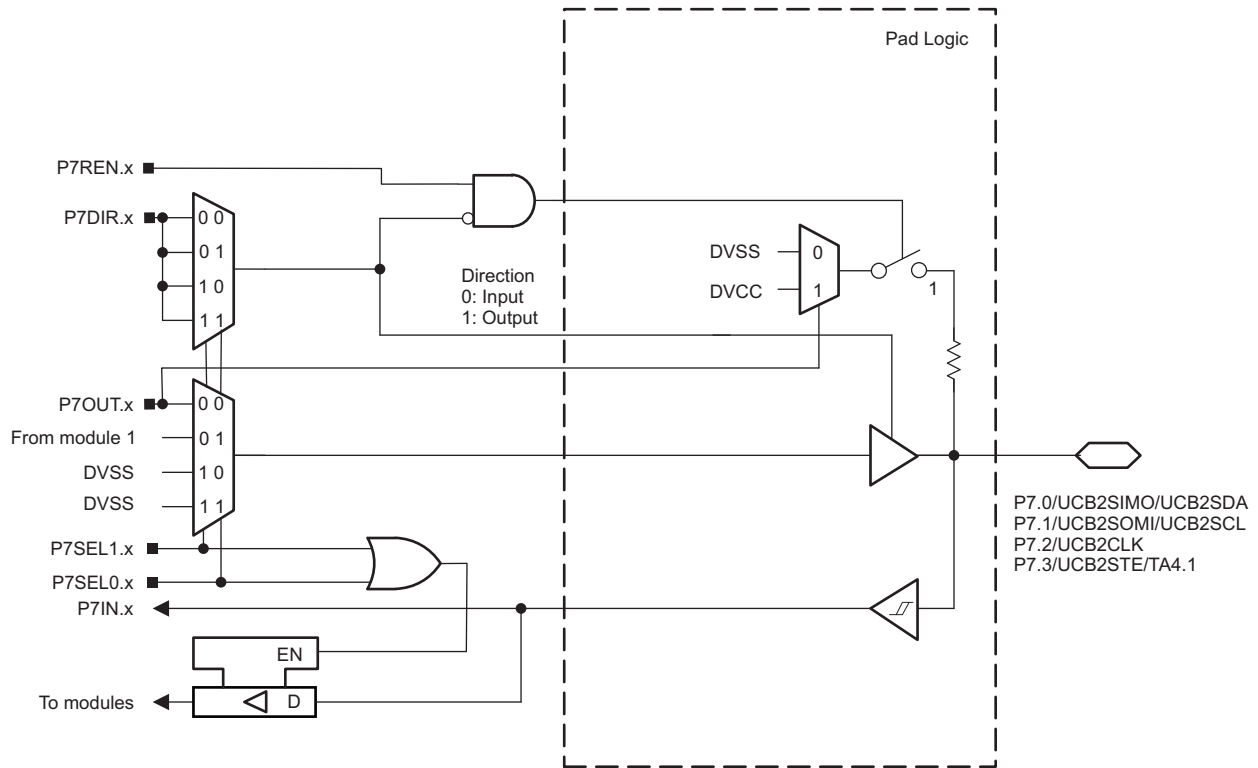 Pad Logic
P7REN.x
P7DIR.x
0 0
0 1
1 0
1 1
Direction
0: Input
1: Output
DVSS
0
DVCC
1
1
P7OUT.x
0 0
From module 1
0 1
DVSS
1 0
DVSS
1 1
P7.0/UCB2SIMO/UCB2SDA
P7.1/UCB2SOMI/UCB2SCL
P7.2/UCB2CLK
P7.3/UCB2STE/TA4.1
P7SEL1.x
P7SEL0.x
P7IN.x
EN
To modules
D